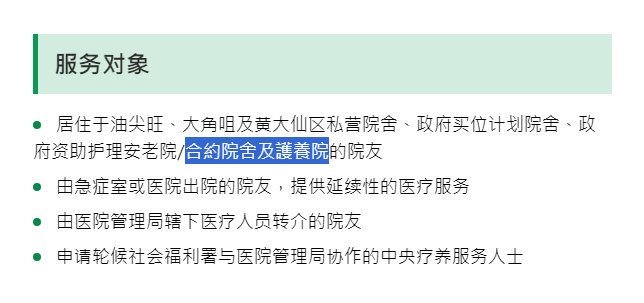 服务对象
居住于油尖旺、大角咀及黄大仙区私营院舍、政府买位计划院舍、政
府资助护理安老院/合約院舍及護養院的院友
由急症室或医院出院的院友，提供延续性的医疗服务
由医院管理局辖下医疗人员转介的院友
申请轮候社会福利署与医院管理局协作的中央疗养服务人士